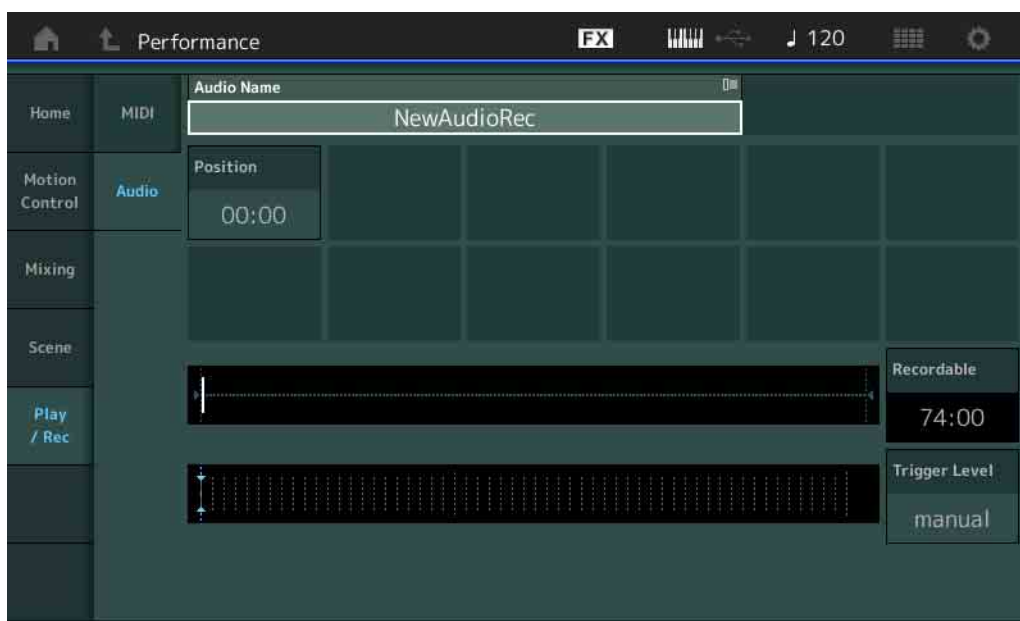 Performance
FX
♩ 120
Home
MIDI
Audio Name
NewAudioRec
Motion
Control
Audio
Position
00:00
Mixing
Scene
Play
/ Rec
Recordable
74:00
Trigger Level
manual